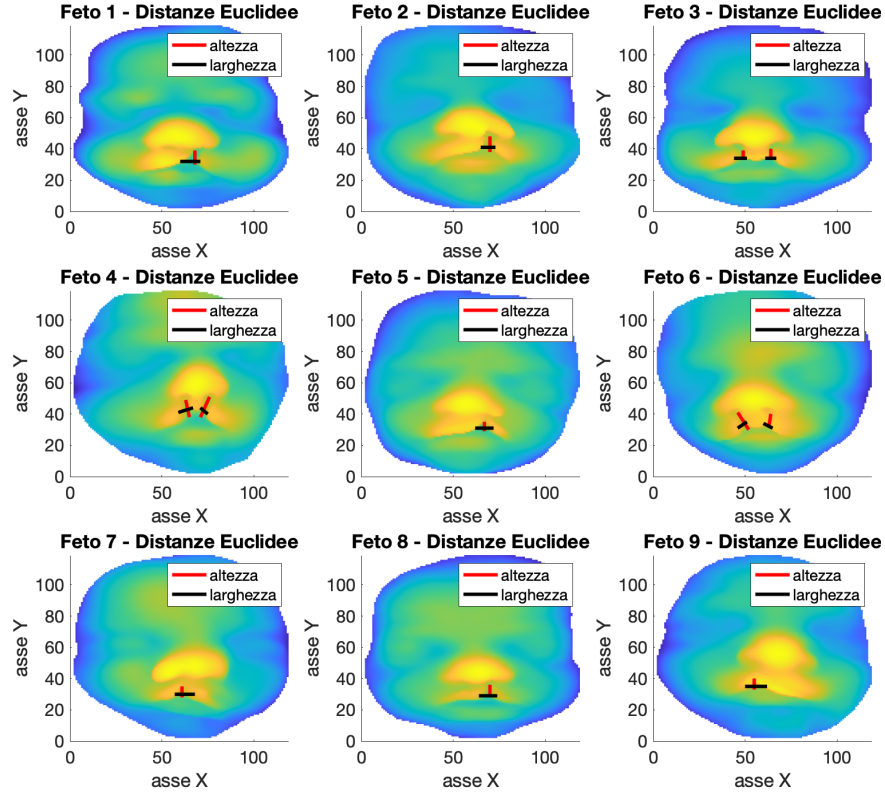 Feto 1 - Distanze Euclidee
altezza
larghezza
asse Y
100
80
60
40
20
0
0
50
100
asse X
Feto 2 - Distanze Euclidee
altezza
larghezza
asse Y
100
80
60
40
20
0
0
50
100
asse X
Feto 3 - Distanze Euclidee
altezza
larghezza
asse Y
100
80
60
40
20
0
0
50
100
asse X
Feto 4 - Distanze Euclidee
altezza
larghezza
asse Y
100
80
60
40
20
0
0
50
100
asse X
Feto 5 - Distanze Euclidee
altezza
larghezza
asse Y
100
80
60
40
20
0
0
50
100
asse X
Feto 6 - Distanze Euclidee
altezza
larghezza
asse Y
100
80
60
40
20
0
0
50
100
asse X
Feto 7 - Distanze Euclidee
altezza
larghezza
asse Y
100
80
60
40
20
0
0
50
100
asse X
Feto 8 - Distanze Euclidee
altezza
larghezza
asse Y
100
80
60
40
20
0
0
50
100
asse X
Feto 9 - Distanze Euclidee
altezza
larghezza
asse Y
100
80
60
40
20
0
0
50
100
asse X